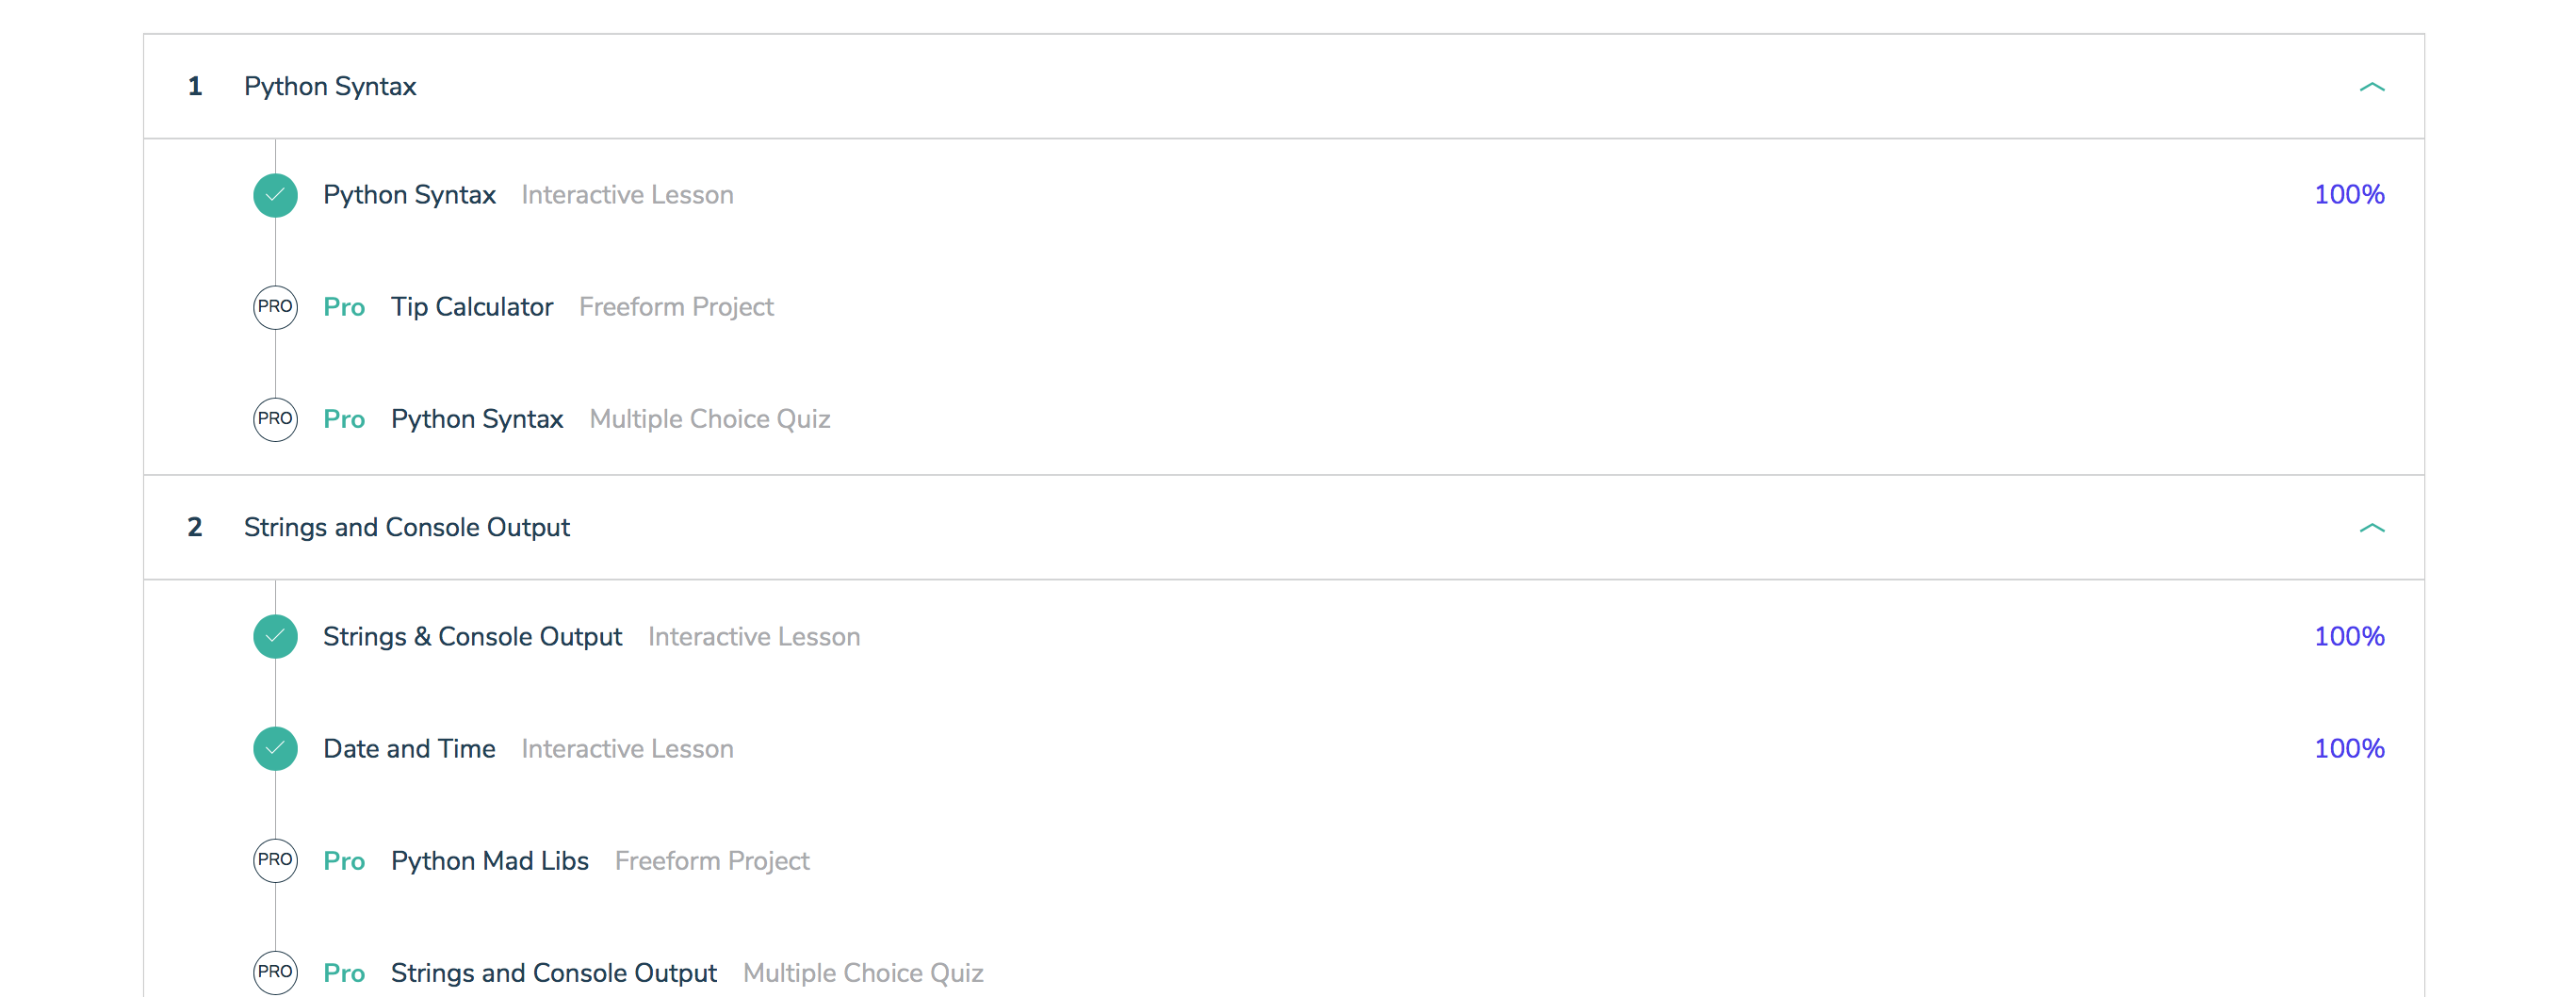 1 Python Syntax
Python Syntax Interactive Lesson 100%
PRO Pro Tip Calculator Freeform Project
PRO Pro Python Syntax Multiple Choice Quiz
2 Strings and Console Output
Strings & Console Output Interactive Lesson 100%
Date and Time Interactive Lesson 100%
PRO Pro Python Mad Libs Freeform Project
PRO Pro Strings and Console Output Multiple Choice Quiz